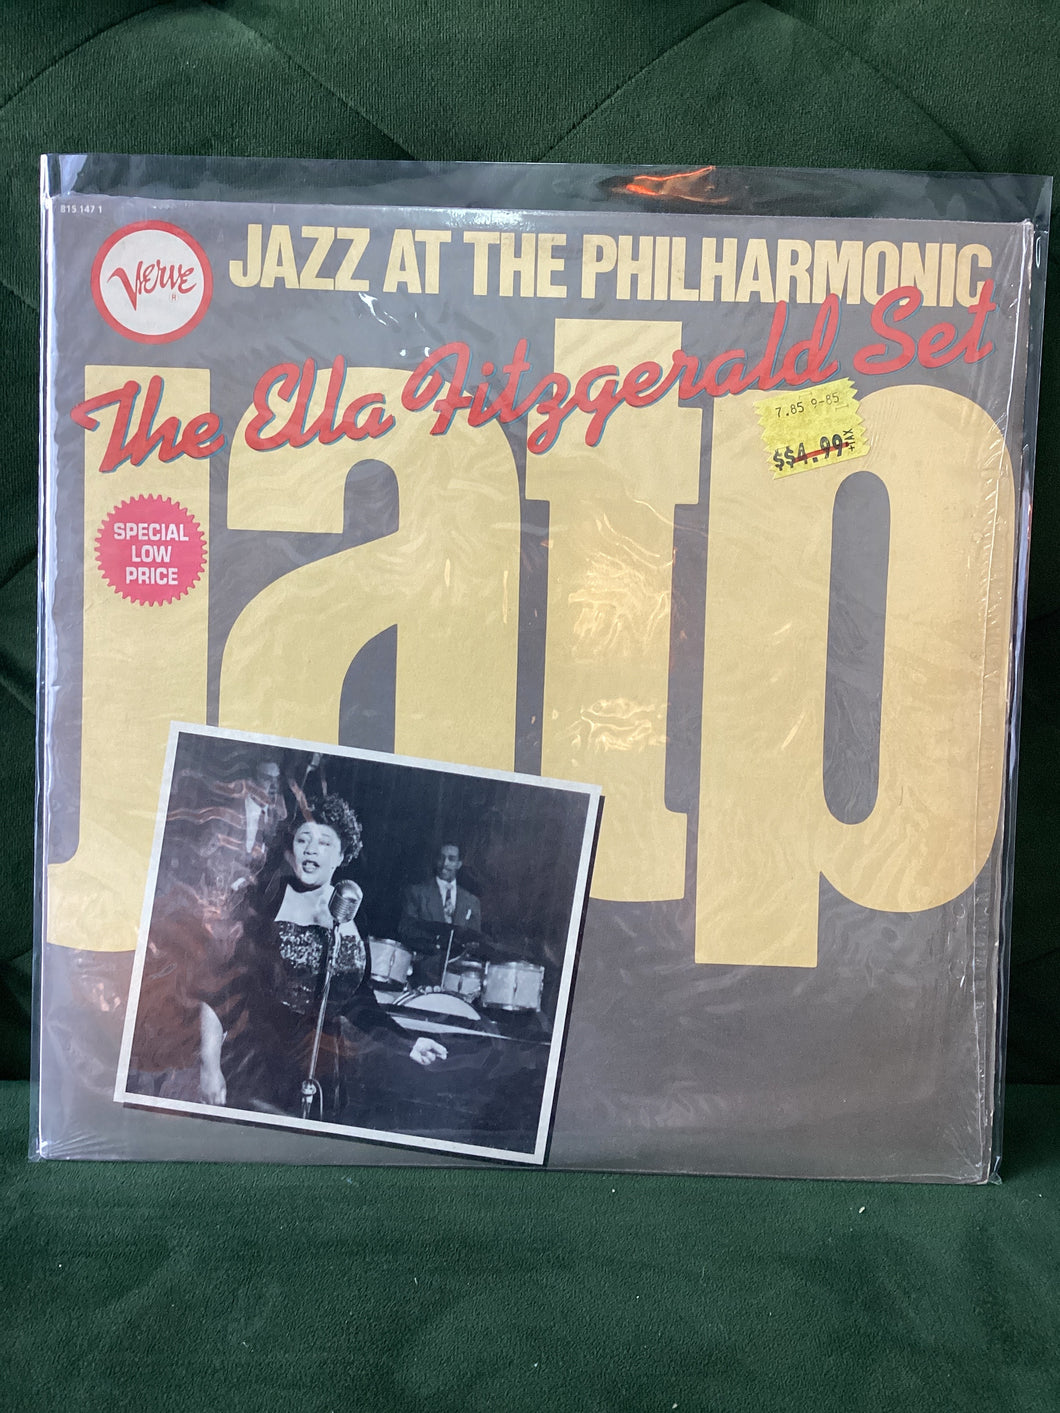 815 147 1
Verve
®
JAZZ AT THE PHILHARMONIC
The Ella Fitzgerald Set
jatp
7.85 9-85
$$4.99
+TAX
SPECIAL
LOW
PRICE